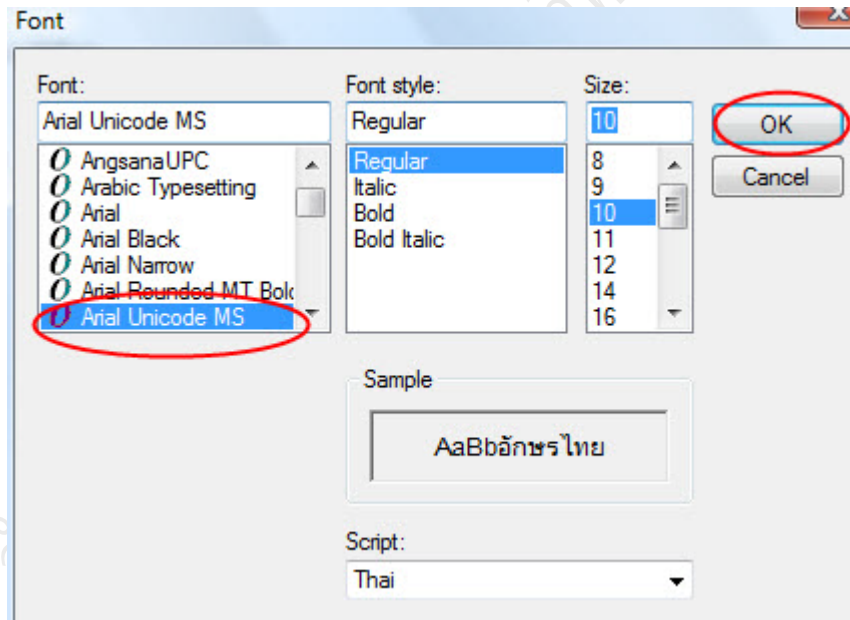 Font
Font:
Font style:
Size:
Arial Unicode MS
Regular
10
OK
Cancel
AngsanaUPC
Arabic Typesetting
Arial
Arial Black
Arial Narrow
Arial Rounded MT Bold
Arial Unicode MS
Regular
Italic
Bold
Bold Italic
8
9
10
11
12
14
16
Sample
AaBbอักษรไทย
Script:
Thai